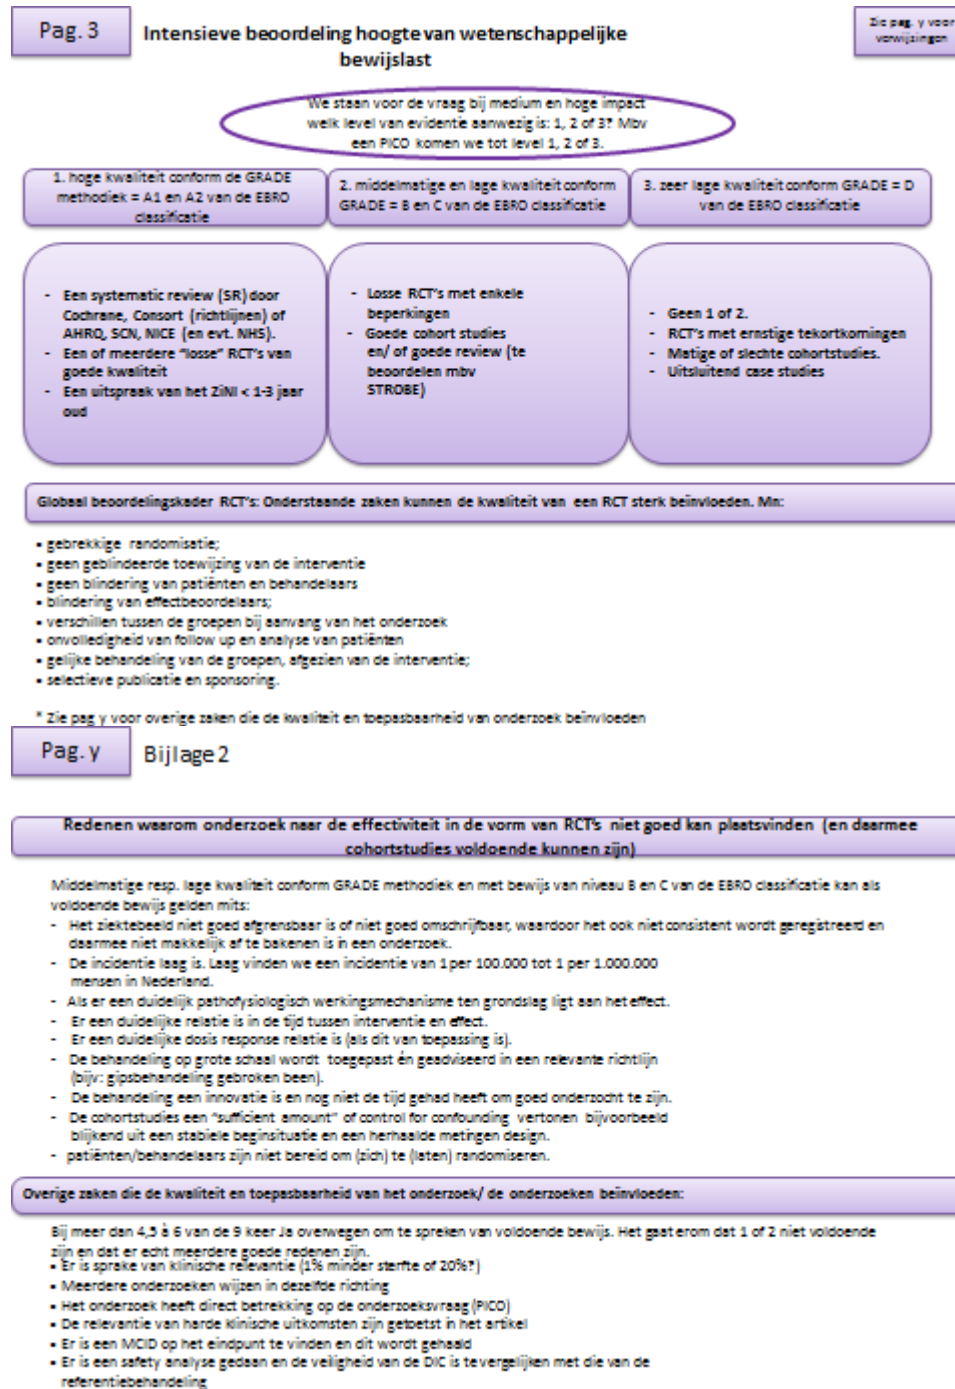 Pag. 3
Intensieve beoordeling hoogte van wetenschappelijke
bewijslast
Zie pag. y voor
verwijzingen
We staan voor de vraag bij medium en hoge impact
welk level van evidentie aanwezig is: 1, 2 of 3? Mbv
een PICO komen we tot level 1, 2 of 3.
1. hoge kwaliteit conform de GRADE
methodiek = A1 en A2 van de EBRO
classificatie
2. middelmatige en lage kwaliteit conform
GRADE = B en C van de EBRO classificatie
3. zeer lage kwaliteit conform GRADE = D
van de EBRO classificatie
- Een systematic review (SR) door
Cochrane, Consort (richtlijnen) of
AHRQ, SCN, NICE (en evt. NHS).
- Een of meerdere “losse” RCT’s van
goede kwaliteit
- Een uitspraak van het ZiNl < 1-3 jaar
oud
- Losse RCT’s met enkele
beperkingen
- Goede cohort studies
en/ of goede review (te
beoordelen mbv
STROBE)
- Geen 1 of 2.
- RCT’s met ernstige tekortkomingen
- Matige of slechte cohortstudies.
- Uitsluitend case studies
Globaal beoordelingskader RCT’s: Onderstaande zaken kunnen de kwaliteit van een RCT sterk beïnvloeden. Mn:
▪ gebrekkige randomisatie;
▪ geen geblindeerde toewijzing van de interventie
▪ geen blindering van patiënten en behandelaars
▪ blindering van effectbeoordelaars;
▪ verschillen tussen de groepen bij aanvang van het onderzoek
▪ onvolledigheid van follow up en analyse van patiënten
▪ gelijke behandeling van de groepen, afgezien van de interventie;
▪ selectieve publicatie en sponsoring.
* Zie pag y voor overige zaken die de kwaliteit en toepasbaarheid van onderzoek beïnvloeden
Pag. y
Bijlage 2
Redenen waarom onderzoek naar de effectiviteit in de vorm van RCT’s niet goed kan plaatsvinden (en daarmee
cohortstudies voldoende kunnen zijn)
Middelmatige resp. lage kwaliteit conform GRADE methodiek en met bewijs van niveau B en C van de EBRO classificatie kan als
voldoende bewijs gelden mits:
- Het ziektebeeld niet goed afgrensbaar is of niet goed omschrijfbaar, waardoor het ook niet consistent wordt geregistreerd en
daarmee niet makkelijk af te bakenen is in een onderzoek.
- De incidentie laag is. Laag vinden we een incidentie van 1 per 100.000 tot 1 per 1.000.000
mensen in Nederland.
- Als er een duidelijk pathofysiologisch werkingsmechanisme ten grondslag ligt aan het effect.
- Er een duidelijke relatie is in de tijd tussen interventie en effect.
- Er een duidelijke dosis response relatie is (als dit van toepassing is).
- De behandeling op grote schaal wordt toegepast én geadviseerd in een relevante richtlijn
(bijv: gipsbehandeling gebroken been).
- De behandeling een innovatie is en nog niet de tijd gehad heeft om goed onderzocht te zijn.
- De cohortstudies een “sufficient amount” of control for confounding vertonen bijvoorbeeld
blijkend uit een stabiele beginsituatie en een herhaalde metingen design.
- patiënten/behandelaars zijn niet bereid om (zich) te (laten) randomiseren.
Overige zaken die de kwaliteit en toepasbaarheid van het onderzoek/ de onderzoeken beïnvloeden:
Bij meer dan 4,5 à 6 van de 9 keer Ja overwegen om te spreken van voldoende bewijs. Het gaat erom dat 1 of 2 niet voldoende
zijn en dat er echt meerdere goede redenen zijn.
▪ Er is sprake van klinische relevantie (1% minder sterfte of 20%?)
▪ Meerdere onderzoeken wijzen in dezelfde richting
▪ Het onderzoek heeft direct betrekking op de onderzoeksvraag (PICO)
▪ De relevantie van harde klinische uitkomsten zijn getoetst in het artikel
▪ Er is een MCID op het eindpunt te vinden en dit wordt gehaald
▪ Er is een safety analyse gedaan en de veiligheid van de DIC is te vergelijken met die van de
referentiebehandeling